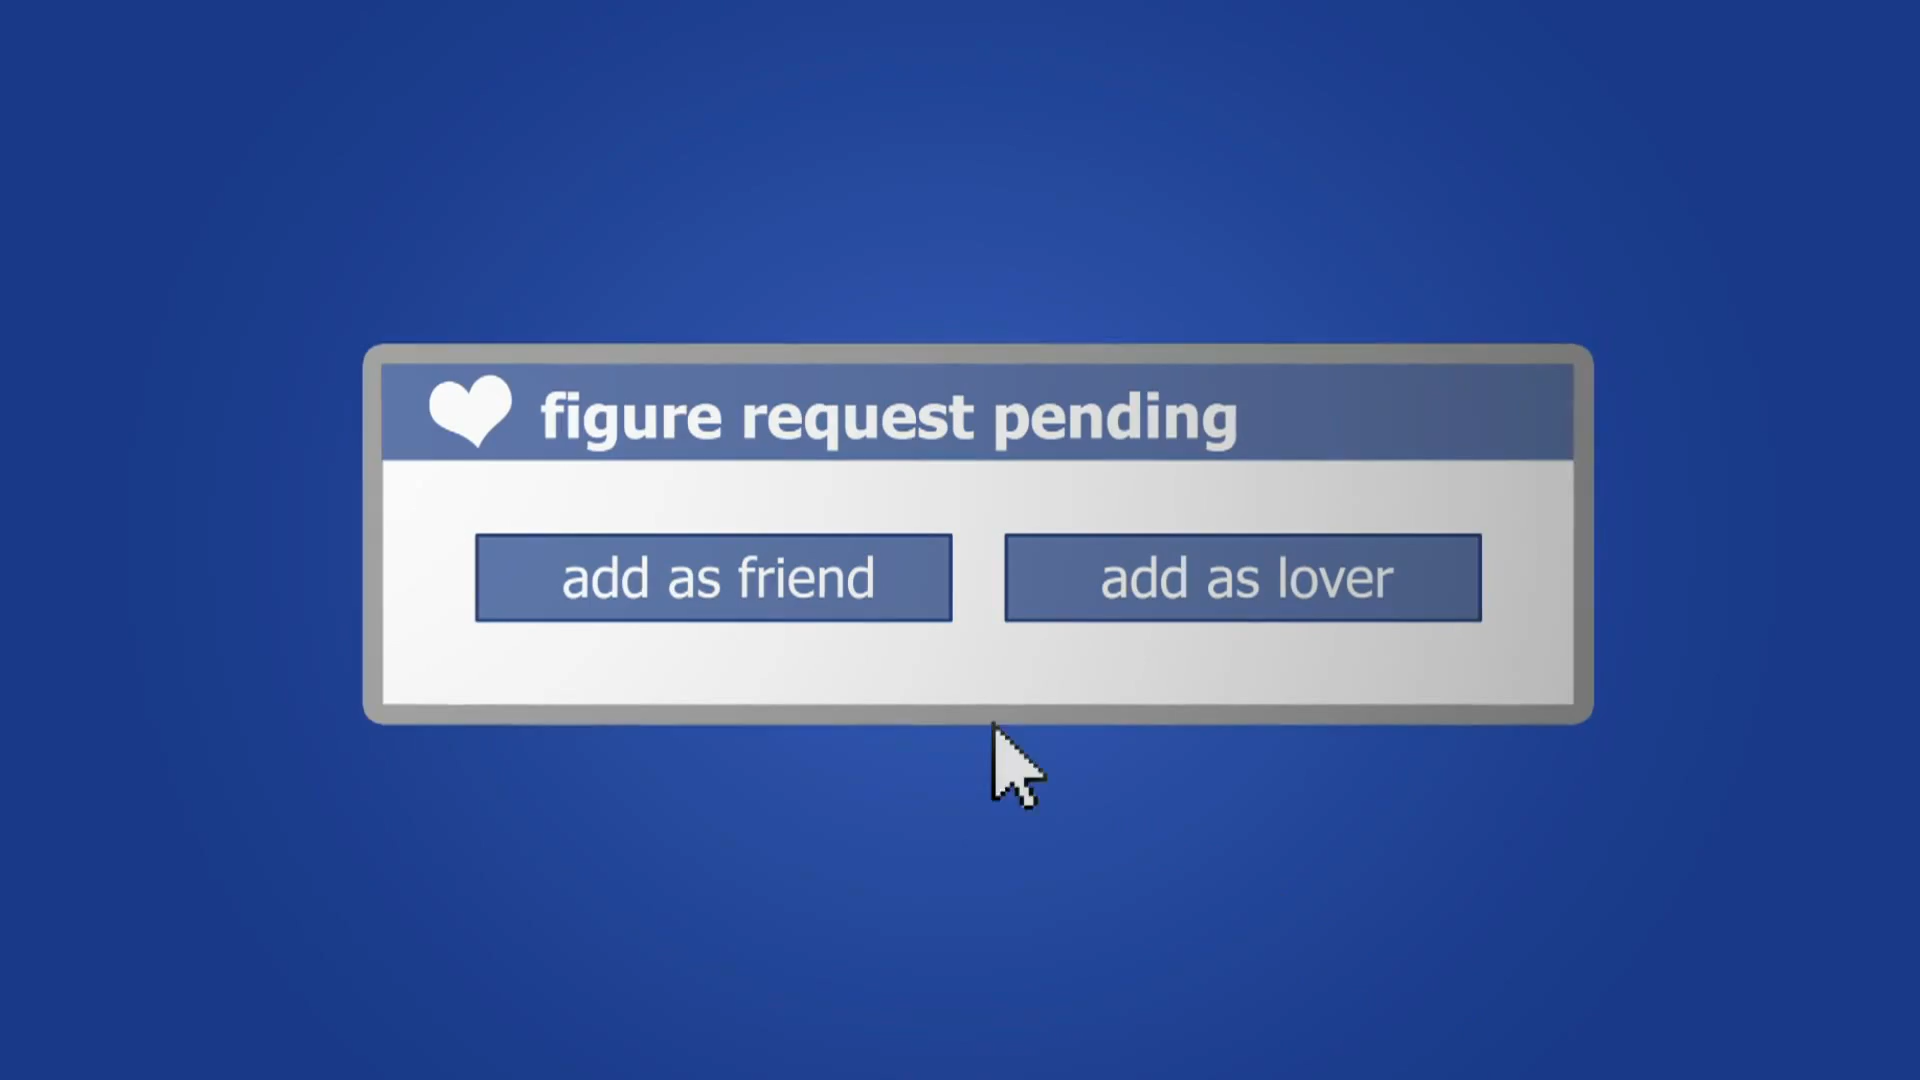 figure request pending
add as friend
add as lover